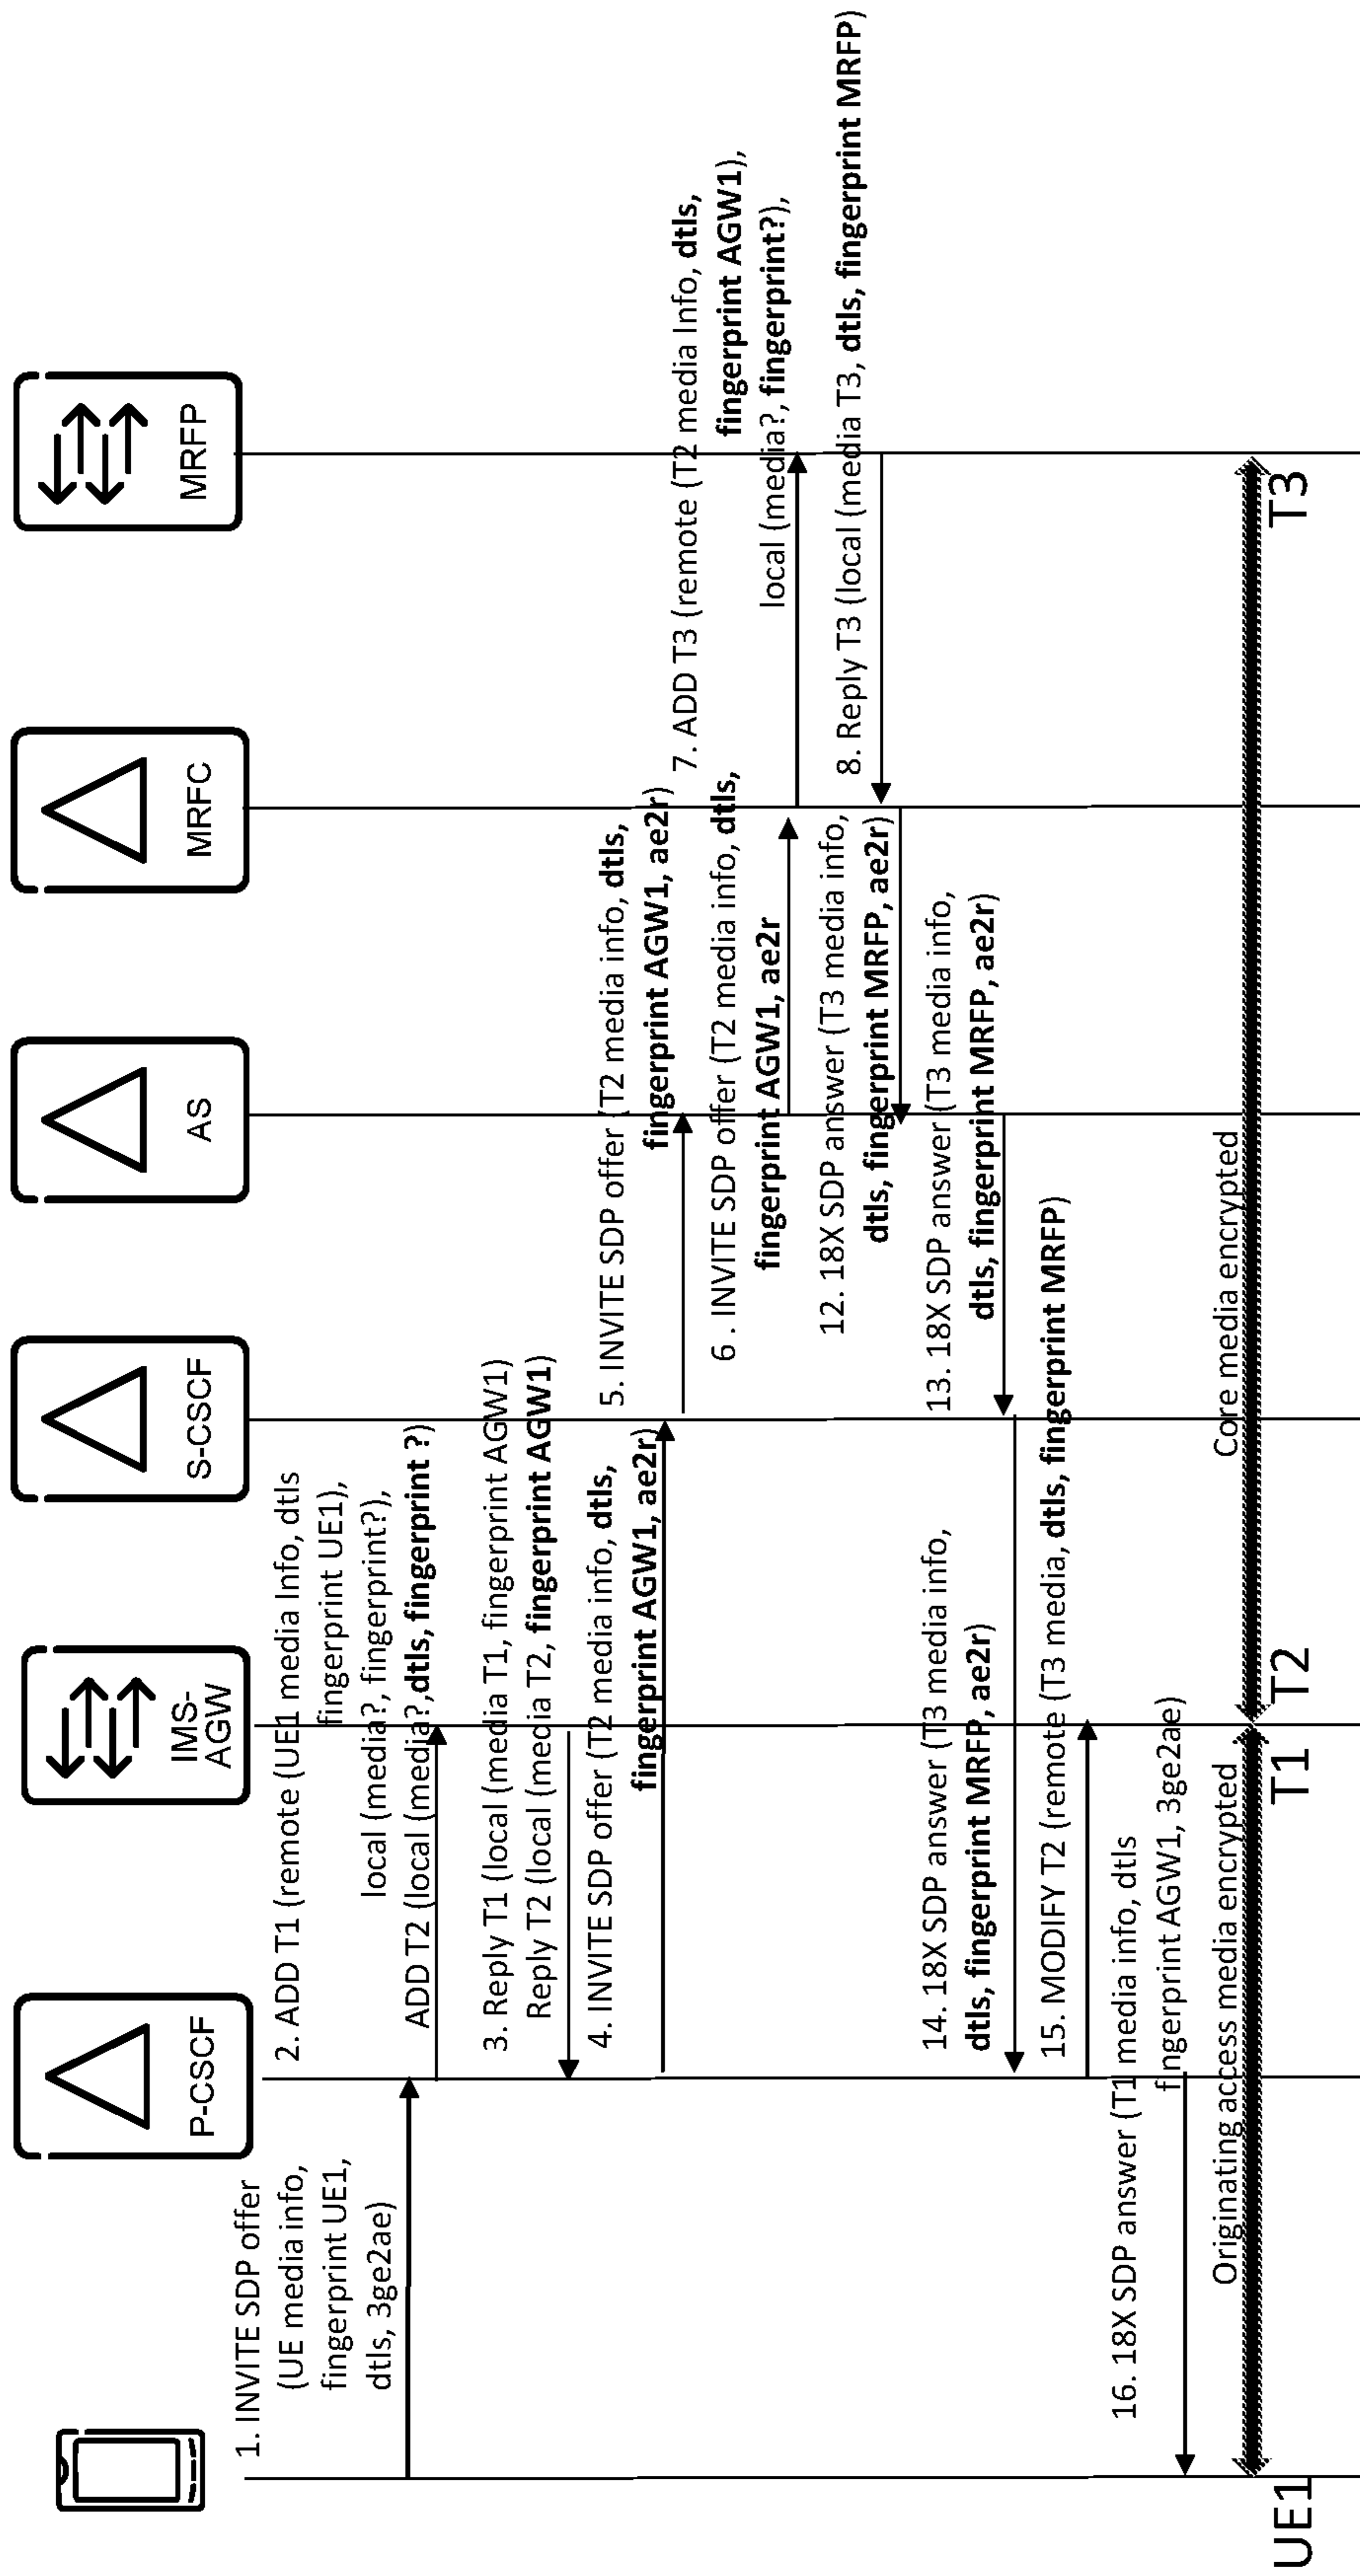 P-CSCF
IMS-
AGW
S-CSCF
AS
MRFC
MRFP
1. INVITE SDP offer
(UE media info,
fingerprint UE1,
dtls, 3ge2ae)
2. ADD T1 (remote (UE1 media Info, dtls
fingerprint UE1),
local (media?, fingerprint?),
ADD T2 (local (media?,dtls, fingerprint ?)
3. Reply T1 (local (media T1, fingerprint AGW1)
Reply T2 (local (media T2, fingerprint AGW1)
4. INVITE SDP offer (T2 media info, dtls,
fingerprint AGW1, ae2r)
5. INVITE SDP offer (T2 media info, dtls,
fingerprint AGW1, ae2r)
6 . INVITE SDP offer (T2 media info, dtls,
fingerprint AGW1, ae2r
7. ADD T3 (remote (T2 media Info, dtls,
fingerprint AGW1),
local (media?, fingerprint?),
8. Reply T3 (local (media T3, dtls, fingerprint MRFP)
12. 18X SDP answer (T3 media info,
dtls, fingerprint MRFP, ae2r)
13. 18X SDP answer (T3 media info,
dtls, fingerprint MRFP, ae2r)
14. 18X SDP answer (T3 media info,
dtls, fingerprint MRFP, ae2r)
15. MODIFY T2 (remote (T3 media, dtls, fingerprint MRFP)
16. 18X SDP answer (T1 media info, dtls
fingerprint AGW1, 3ge2ae)
Originating access media encrypted
Core media encrypted
UE1
T1
T2
T3